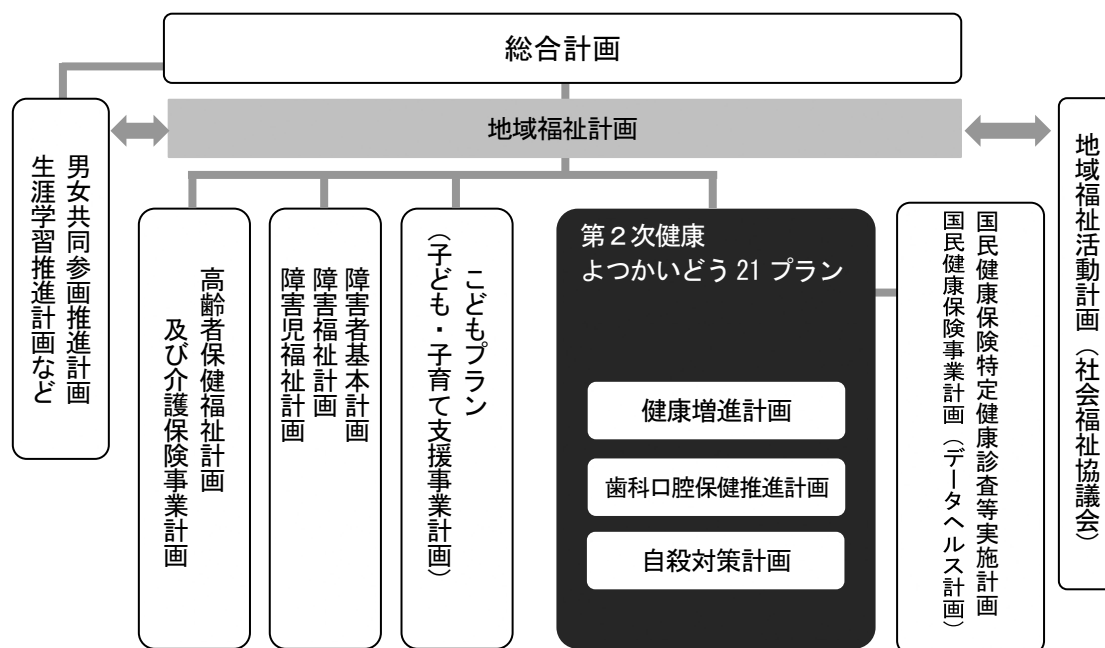 総合計画
地域福祉計画
男女共同参画推進計画
生涯学習推進計画など
高齢者保健福祉計画
及び介護保険事業計画
障害者基本計画
障害福祉計画
障害児福祉計画
こどもプラン
（子ども・子育て支援事業計画）
第２次健康
よつかいどう 21 プラン
健康増進計画
歯科口腔保健推進計画
自殺対策計画
国民健康保険特定健康診査等実施計画
国民健康保険事業計画（データヘルス計画）
地域福祉活動計画（社会福祉協議会）